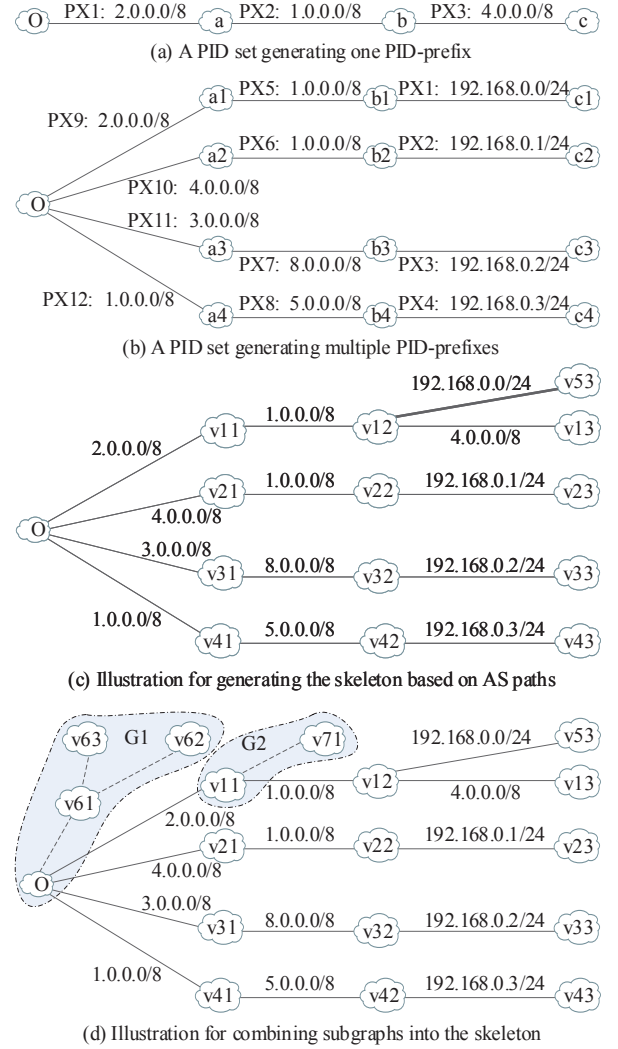 O PX1: 2.0.0.0/8 a PX2: 1.0.0.0/8 b PX3: 4.0.0.0/8 c
(a) A PID set generating one PID-prefix
a1 PX5: 1.0.0.0/8 b1 PX1: 192.168.0.0/24 c1
PX9: 2.0.0.0/8
a2 PX6: 1.0.0.0/8 b2 PX2: 192.168.0.1/24 c2
PX10: 4.0.0.0/8
O
PX11: 3.0.0.0/8
a3 b3 c3
PX7: 8.0.0.0/8 PX3: 192.168.0.2/24
PX12: 1.0.0.0/8
a4 PX8: 5.0.0.0/8 b4 PX4: 192.168.0.3/24 c4
(b) A PID set generating multiple PID-prefixes
192.168.0.0/24 v53
v11 1.0.0.0/8 v12 4.0.0.0/8 v13
2.0.0.0/8
v21 1.0.0.0/8 v22 192.168.0.1/24 v23
4.0.0.0/8
O
3.0.0.0/8
v31 8.0.0.0/8 v32 192.168.0.2/24 v33
1.0.0.0/8
v41 5.0.0.0/8 v42 192.168.0.3/24 v43
(c) Illustration for generating the skeleton based on AS paths
v63 G1 v62 G2 v71 192.168.0.0/24 v53
v61 v11 1.0.0.0/8 v12 4.0.0.0/8 v13
2.0.0.0/8
v21 1.0.0.0/8 v22 192.168.0.1/24 v23
4.0.0.0/8
O
3.0.0.0/8
v31 8.0.0.0/8 v32 192.168.0.2/24 v33
1.0.0.0/8
v41 5.0.0.0/8 v42 192.168.0.3/24 v43
(d) Illustration for combining subgraphs into the skeleton